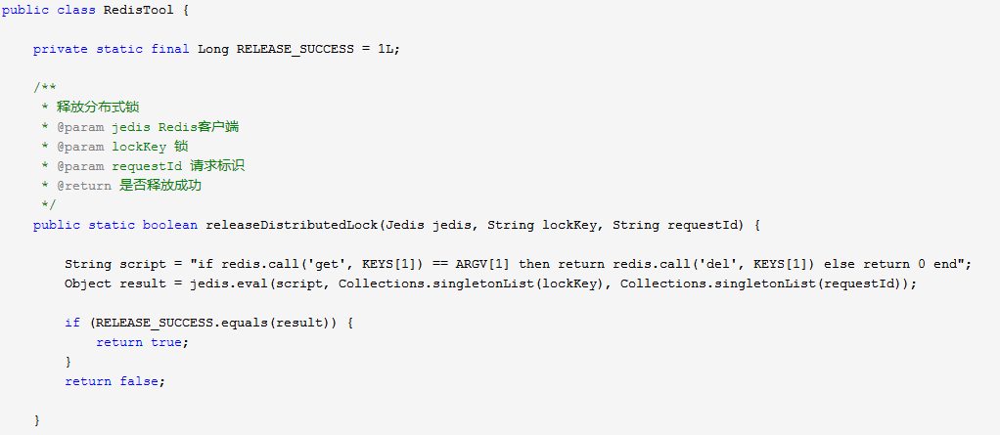 public class RedisTool {
private static final Long RELEASE_SUCCESS = 1L;
/**
* 释放分布式锁
* @param jedis Redis客户端
* @param lockKey 锁
* @param requestId 请求标识
* @return 是否释放成功
*/
public static boolean releaseDistributedLock(Jedis jedis, String lockKey, String requestId) {
String script = "if redis.call('get', KEYS[1]) == ARGV[1] then return redis.call('del', KEYS[1]) else return 0 end";
Object result = jedis.eval(script, Collections.singletonList(lockKey), Collections.singletonList(requestId));
if (RELEASE_SUCCESS.equals(result)) {
return true;
}
return false;
}